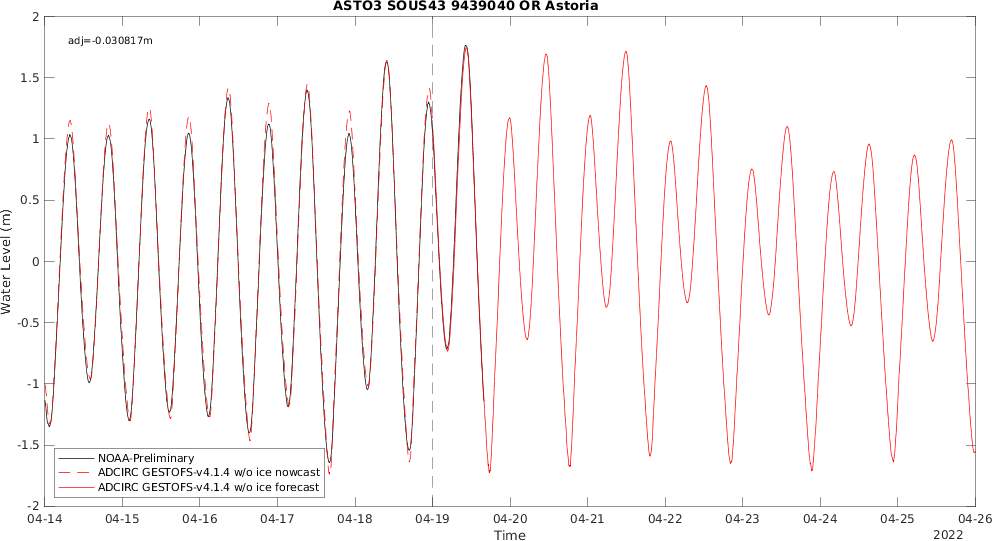 ASTO3 SOUS43 9439040 OR Astoria
adj=-0.030817m
2
1.5
1
0.5
0
-0.5
-1
-1.5
-2
Water Level (m)
NOAA-Preliminary
ADCIRC GESTOFS-v4.1.4 w/o ice nowcast
ADCIRC GESTOFS-v4.1.4 w/o ice forecast
04-14 04-15 04-16 04-17 04-18 04-19 04-20 04-21 04-22 04-23 04-24 04-25 04-26
Time
2022